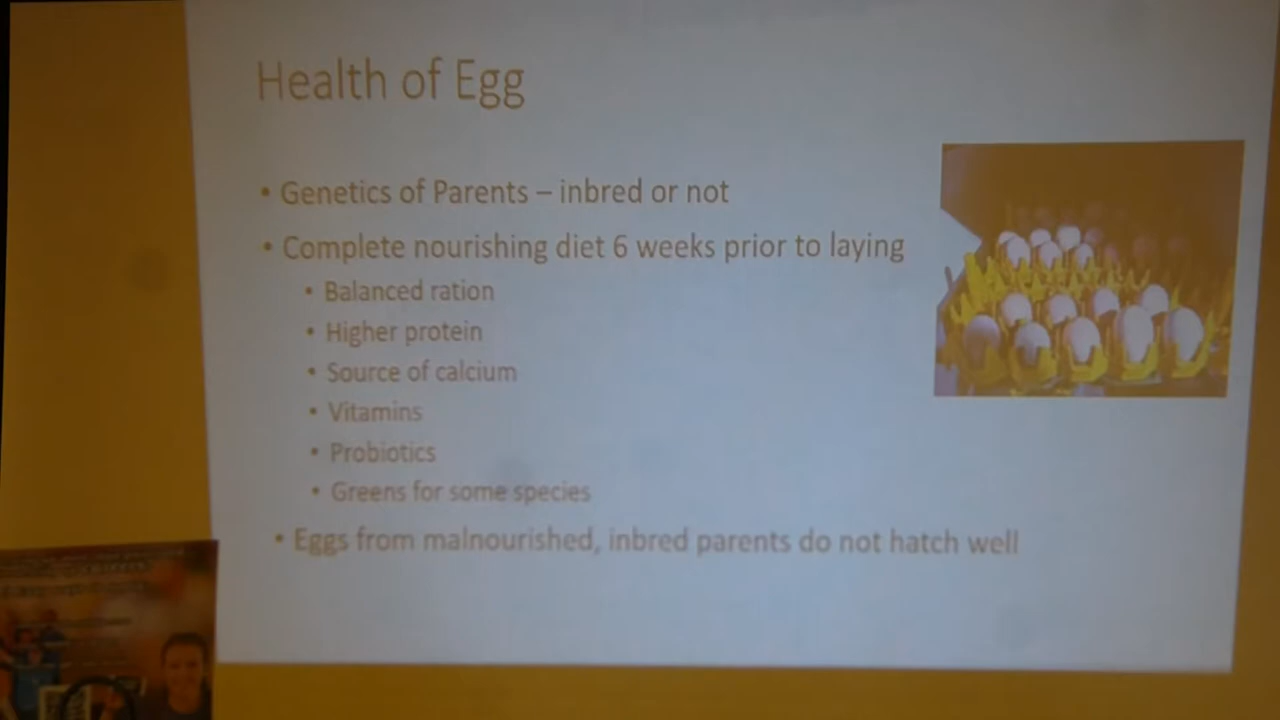 Health of Egg
• Genetics of Parents – inbred or not
• Complete nourishing diet 6 weeks prior to laying
• Balanced ration
• Higher protein
• Source of calcium
• Vitamins
• Probiotics
• Greens for some species
• Eggs from malnourished, inbred parents do not hatch well